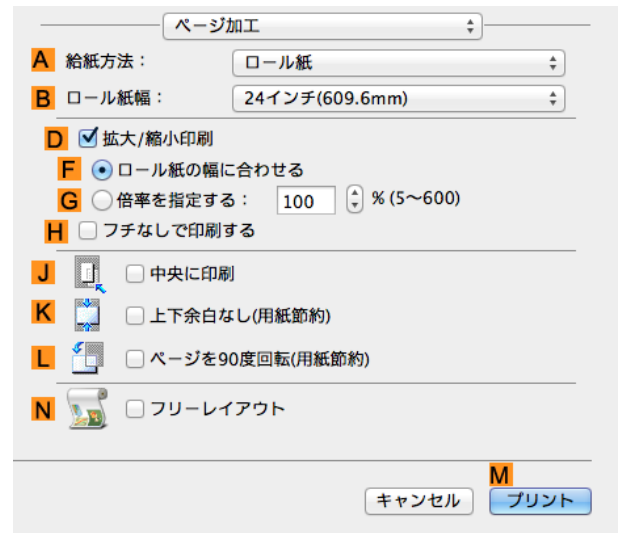 ページ加工
A 給紙方法： ロール紙
B ロール紙幅： 24インチ(609.6mm)
D 拡大/縮小印刷
F ロール紙の幅に合わせる
G 倍率を指定する： 100 % (5〜600)
H フチなしで印刷する
J 中央に印刷
K 上下余白なし(用紙節約)
L ページを90度回転(用紙節約)
N フリーレイアウト
M
キャンセル プリント